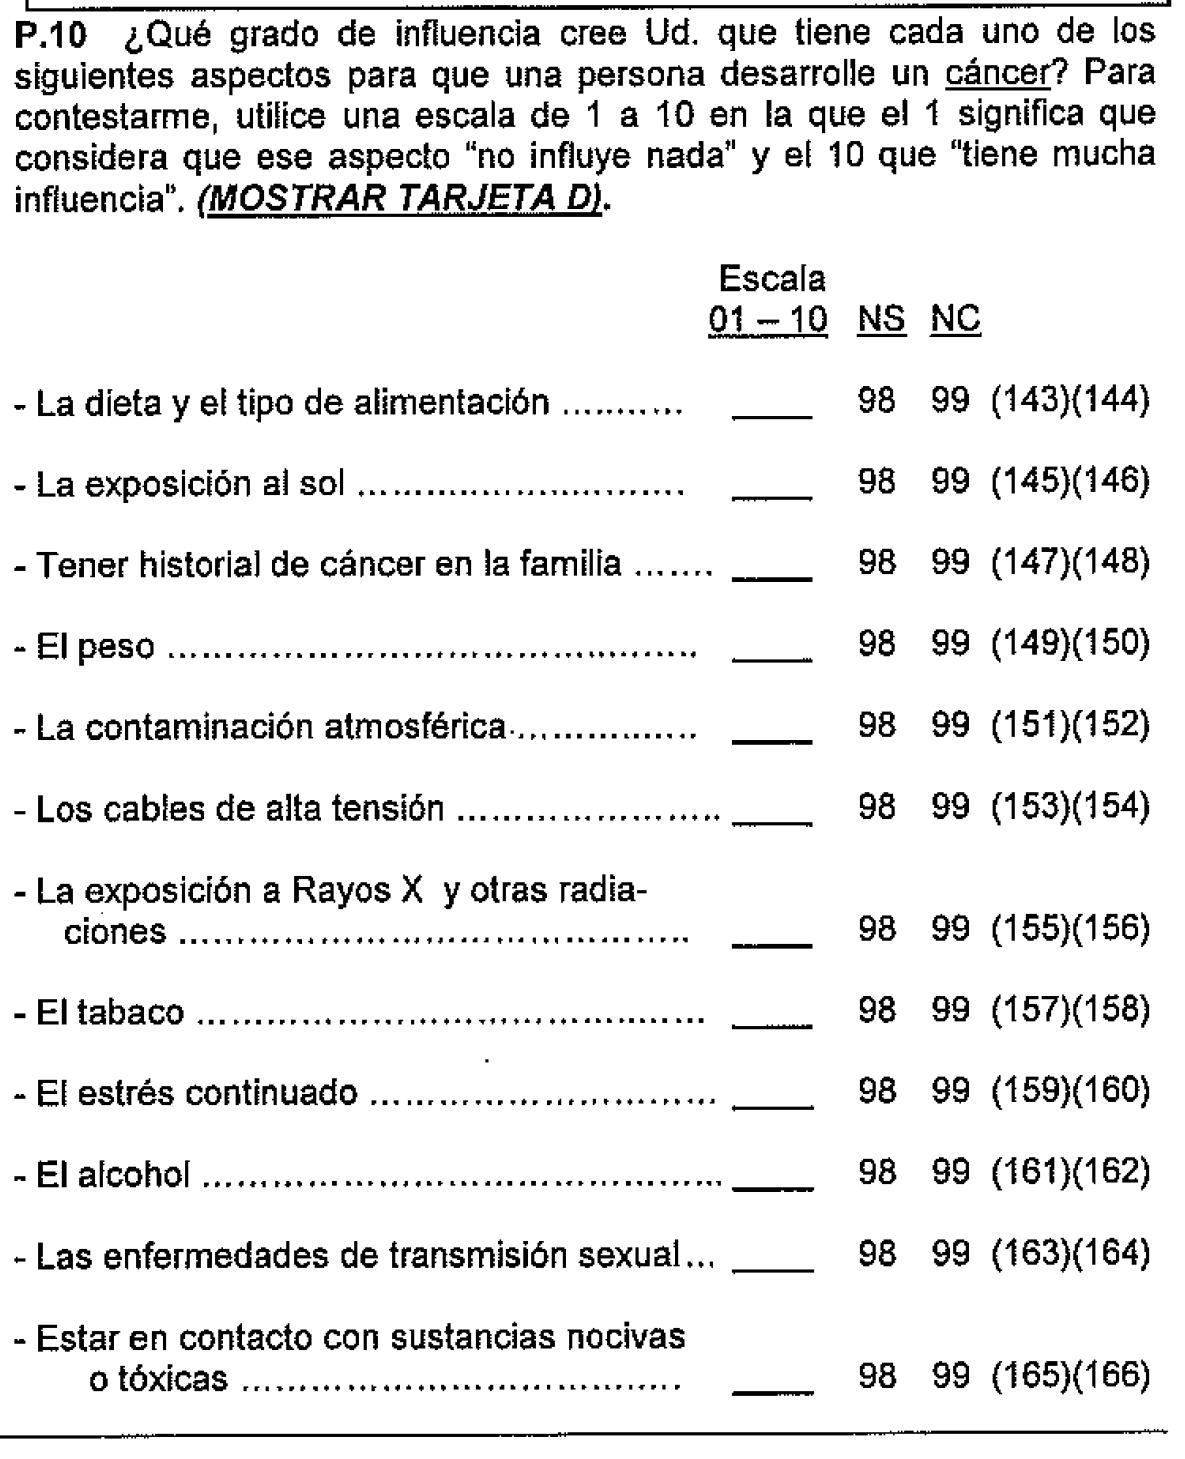 P.10 ¿Qué grado de influencia cree Ud. que tiene cada uno de los
siguientes aspectos para que una persona desarrolle un cáncer? Para
contestarme, utilice una escala de 1 a 10 en la que el 1 significa que
considera que ese aspecto "no influye nada" y el 10 que "tiene mucha
influencia". (MOSTRAR TARJETA D).
Escala
01 – 10 NS NC
- La dieta y el tipo de alimentación ........... ____ 98 99 (143)(144)
- La exposición al sol ............................ ____ 98 99 (145)(146)
- Tener historial de cáncer en la familia ....... ____ 98 99 (147)(148)
- El peso .............................................. ____ 98 99 (149)(150)
- La contaminación atmosférica................. ____ 98 99 (151)(152)
- Los cables de alta tensión ....................... ____ 98 99 (153)(154)
- La exposición a Rayos X y otras radia-
ciones ............................................ ____ 98 99 (155)(156)
- El tabaco ............................................ ____ 98 99 (157)(158)
- El estrés continuado .............................. ____ 98 99 (159)(160)
- El alcohol ............................................. ____ 98 99 (161)(162)
- Las enfermedades de transmisión sexual... ____ 98 99 (163)(164)
- Estar en contacto con sustancias nocivas
o tóxicas ...................................... ____ 98 99 (165)(166)